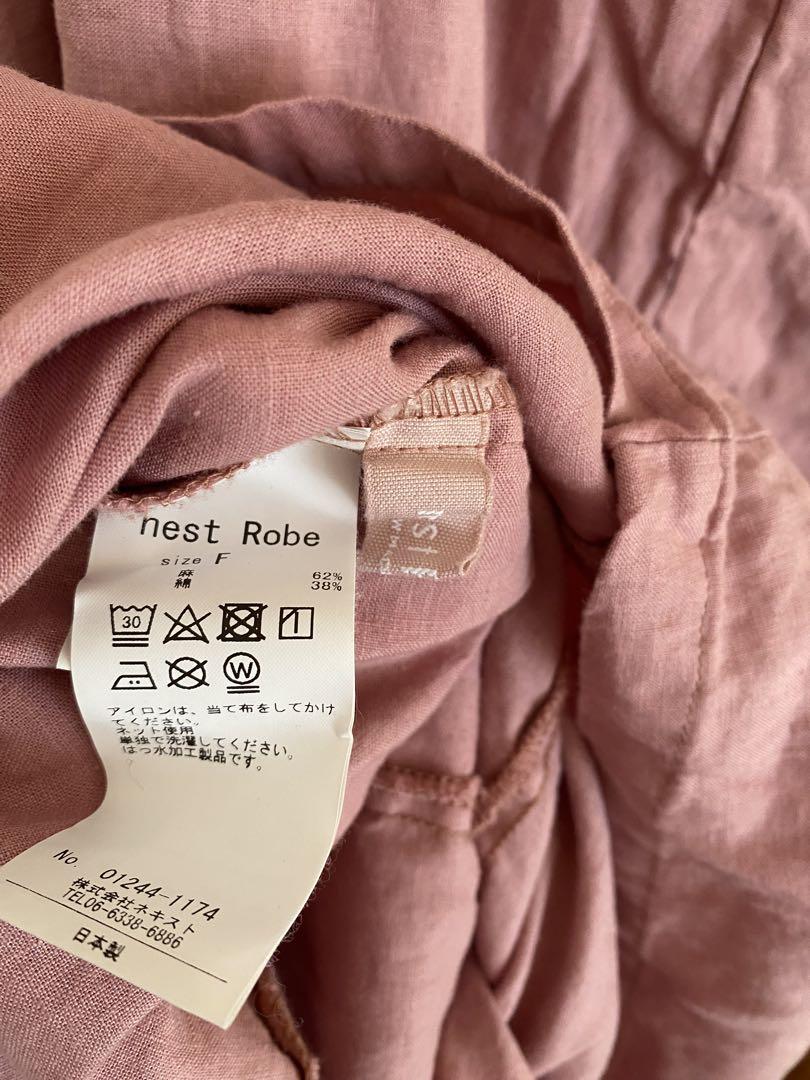 nest Robe
size F
麻 62%
綿 38%
30
W
アイロンは、当て布をしてかけ
てください。
ネット使用
単独で洗濯してください。
はっ水加工製品です。
No. 01244-1174
株式会社ネキスト
TEL06-6338-6886
日本製